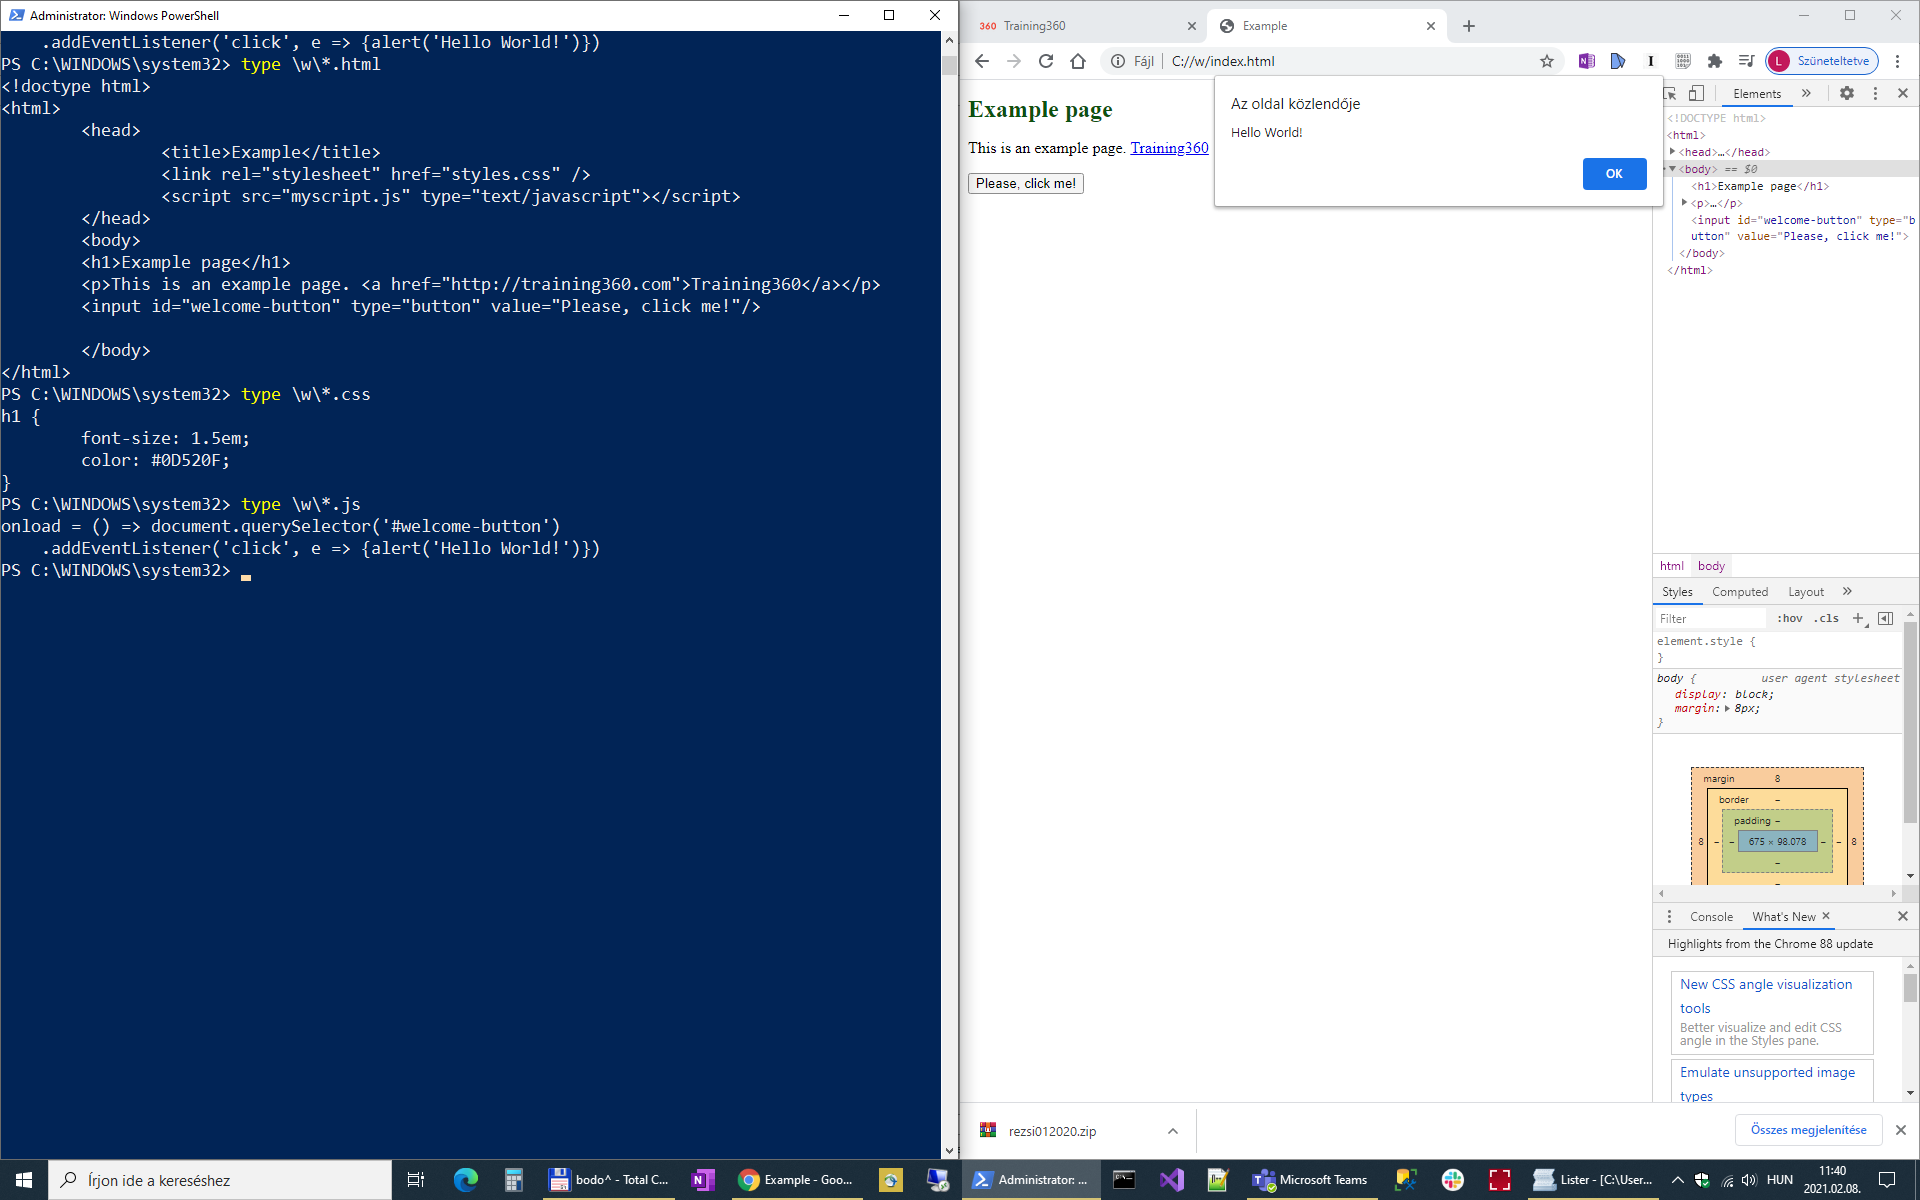 Administrator: Windows PowerShell
    .addEventListener('click', e => {alert('Hello World!')})
PS C:\WINDOWS\system32> type \w\*.html
<!doctype html>
<html>
        <head>
                <title>Example</title>
                <link rel="stylesheet" href="styles.css" />
                <script src="myscript.js" type="text/javascript"></script>
        </head>
        <body>
        <h1>Example page</h1>
        <p>This is an example page. <a href="http://training360.com">Training360</a></p>
        <input id="welcome-button" type="button" value="Please, click me!"/>
        </body>
</html>
PS C:\WINDOWS\system32> type \w\*.css
h1 {
        font-size: 1.5em;
        color: #0D520F;
}
PS C:\WINDOWS\system32> type \w\*.js
onload = () => document.querySelector('#welcome-button')
    .addEventListener('click', e => {alert('Hello World!')})
PS C:\WINDOWS\system32>
360 Training360
Example
Fájl
C://w/index.html
L Szüneteltetve
Example page
This is an example page. Training360
Please, click me!
Az oldal közlendője
Hello World!
OK
Elements
<!DOCTYPE html>
<html>
<head>…</head>
<body> == $0
<h1>Example page</h1>
<p>…</p>
<input id="welcome-button" type="b
utton" value="Please, click me!">
</body>
</html>
html body
Styles Computed Layout
Filter :hov .cls
element.style {
}
body { user agent stylesheet
display: block;
margin: 8px;
}
margin 8
border –
padding –
8 – – 675 × 98.078 – – 8
–
–
Console What's New
Highlights from the Chrome 88 update
New CSS angle visualization
tools
Better visualize and edit CSS
angle in the Styles pane.
Emulate unsupported image
types
rezsi012020.zip
Összes megjelenítése
Írjon ide a kereséshez
bodo^ - Total C...
Example - Goo...
Administrator: ...
Microsoft Teams
Lister - [C:\User...
HUN
11:40
2021.02.08.